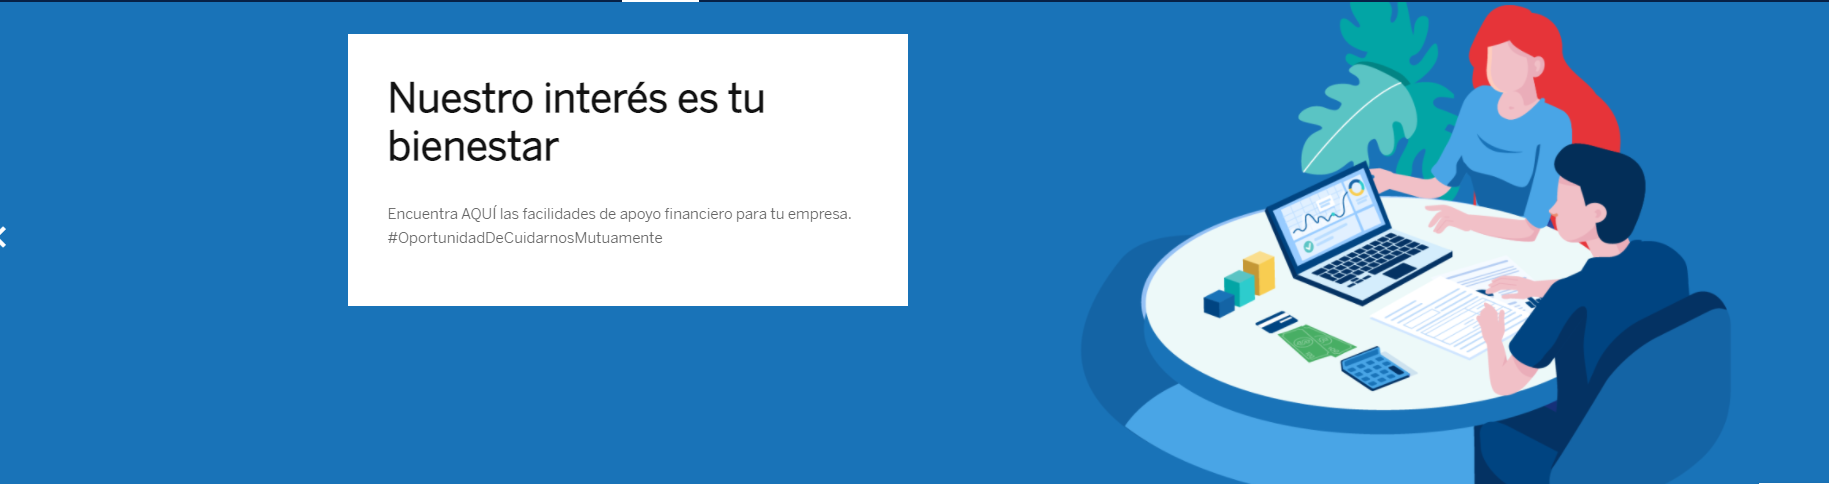 Nuestro interés es tu
bienestar
Encuentra AQUÍ las facilidades de apoyo financiero para tu empresa.
#OportunidadDeCuidarnosMutuamente